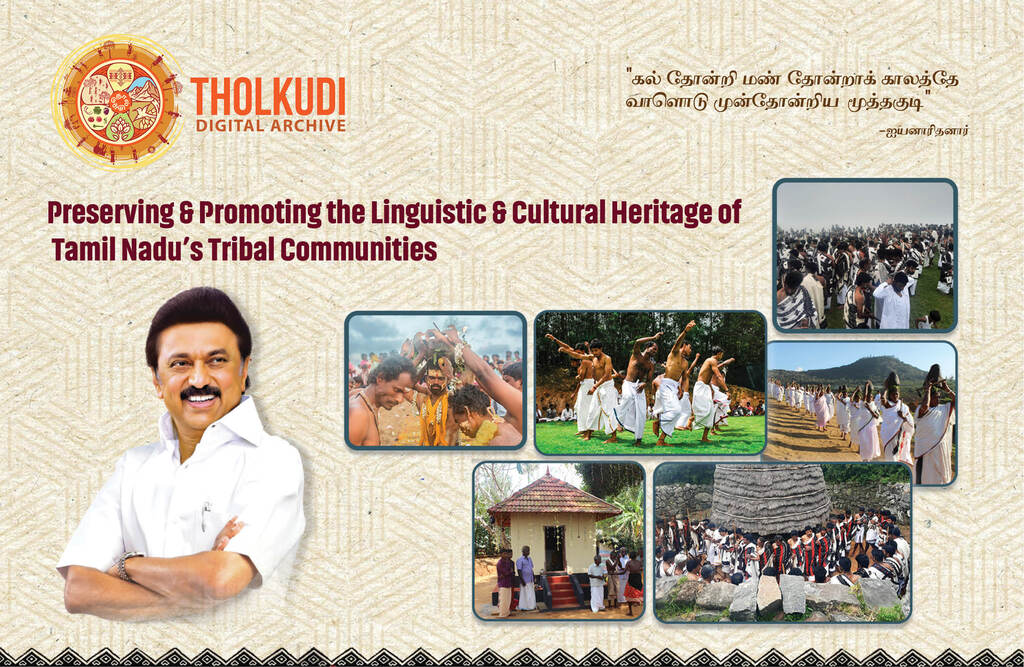 THOLKUDI
DIGITAL ARCHIVE
"கல் தோன்றி மண் தோன்றாக் காலத்தே
வாளொடு முன்தோன்றிய மூத்தகுடி"
-ஐயனாரிதனார்
Preserving & Promoting the Linguistic & Cultural Heritage of
Tamil Nadu's Tribal Communities